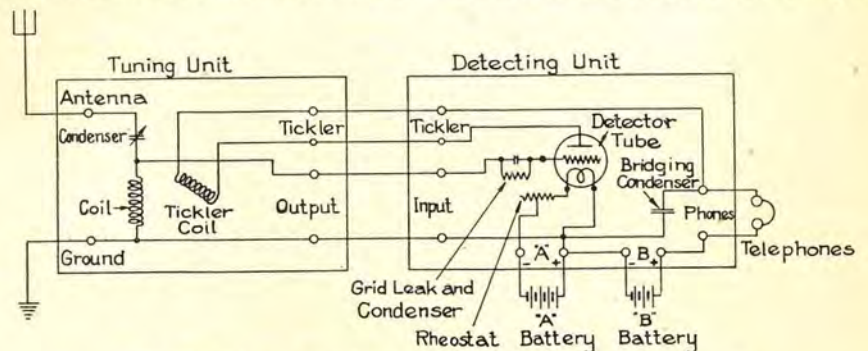 Tuning Unit
Detecting Unit
Antenna
Condenser
Coil
Tickler
Coil
Ground
Tickler
Output
Tickler
Input
Detector
Tube
Bridging
Condenser
Phones
Telephones
Grid Leak and
Condenser
Rheostat
- "A" +
- B +
"A"
Battery
"B"
Battery